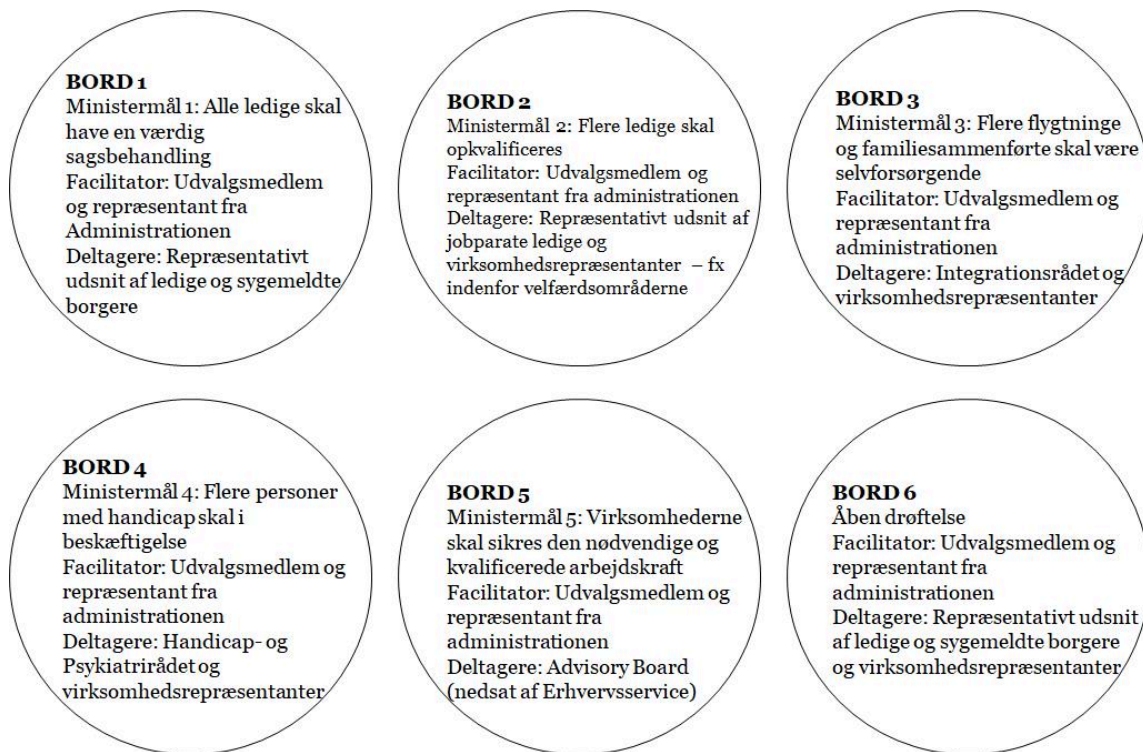 BORD 1
Ministermål 1: Alle ledige skal
have en værdig
sagsbehandling
Facilitator: Udvalgsmedlem
og repræsentant fra
Administrationen
Deltagere: Repræsentativt
udsnit af ledige og sygemeldte
borgere
BORD 2
Ministermål 2: Flere ledige skal
opkvalificeres
Facilitator: Udvalgsmedlem og
repræsentant fra administrationen
Deltagere: Repræsentativt udsnit af
jobparate ledige og
virksomhedsrepræsentanter – fx
indenfor velfærdsområderne
BORD 3
Ministermål 3: Flere flygtninge
og familiesammenførte skal være
selvforsørgende
Facilitator: Udvalgsmedlem og
repræsentant fra
administrationen
Deltagere: Integrationsrådet og
virksomhedsrepræsentanter
BORD 4
Ministermål 4: Flere personer
med handicap skal i
beskæftigelse
Facilitator: Udvalgsmedlem og
repræsentant fra
administrationen
Deltagere: Handicap- og
Psykiatrirådet og
virksomhedsrepræsentanter
BORD 5
Ministermål 5: Virksomhederne
skal sikres den nødvendige og
kvalificerede arbejdskraft
Facilitator: Udvalgsmedlem og
repræsentant fra
administrationen
Deltagere: Advisory Board
(nedsat af Erhvervsservice)
BORD 6
Åben drøftelse
Facilitator: Udvalgsmedlem og
repræsentant fra
administrationen
Deltagere: Repræsentativt udsnit
af ledige og sygemeldte borgere
og virksomhedsrepræsentanter